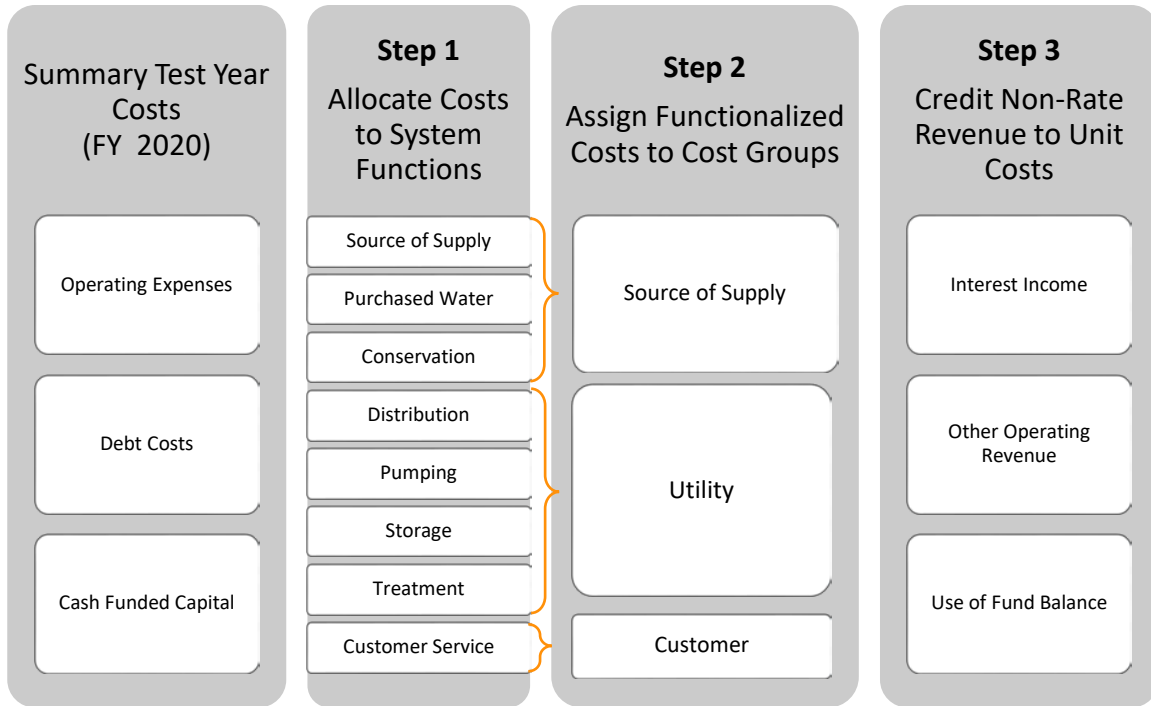 Summary Test Year
Costs
(FY  2020)
Operating Expenses
Debt Costs
Cash Funded Capital
Step 1
Allocate Costs
to System
Functions
Source of Supply
Purchased Water
Conservation
Distribution
Pumping
Storage
Treatment
Customer Service
Step 2
Assign Functionalized
Costs to Cost Groups
Source of Supply
Utility
Customer
Step 3
Credit Non-Rate
Revenue to Unit
Costs
Interest Income
Other Operating
Revenue
Use of Fund Balance